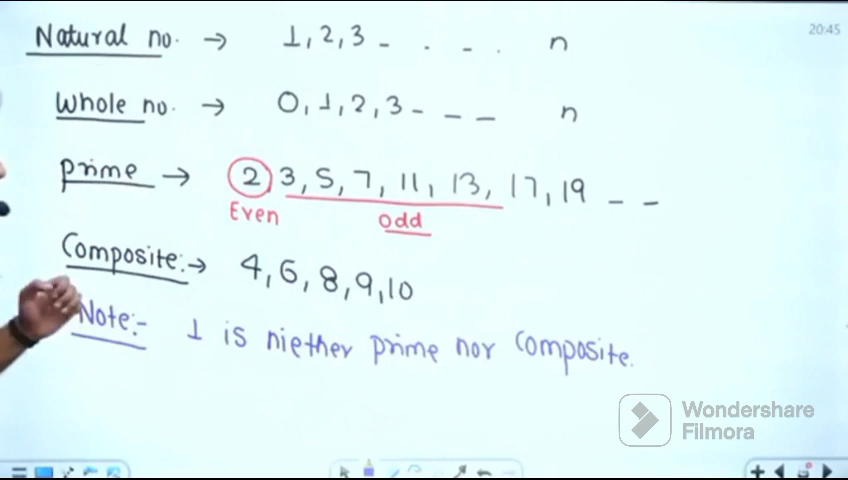 20:45
Natural no. → 1, 2, 3 - . - . n
Whole no. → 0, 1, 2, 3 - - - n
prime → 2, 3, 5, 7, 11, 13, 17, 19 - -
Even odd
Composite:→ 4, 6, 8, 9, 10
Note:- 1 is niether prime nor composite.
Wondershare
Filmora